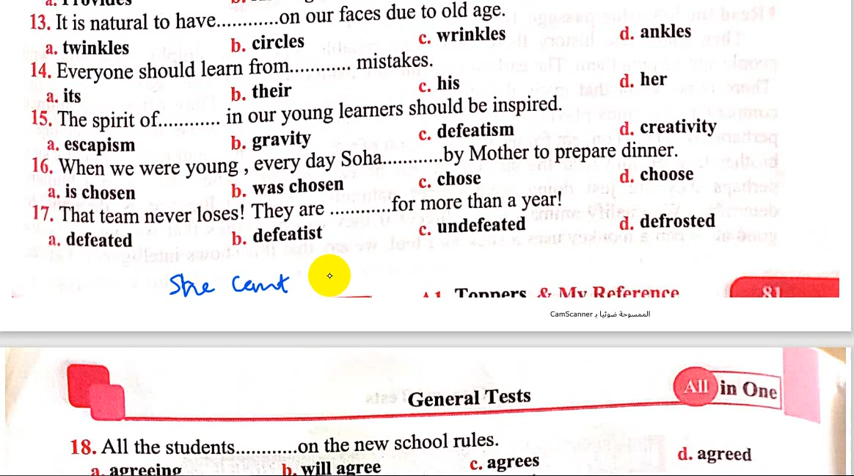 13. It is natural to have............on our faces due to old age.
a. twinkles b. circles c. wrinkles d. ankles
14. Everyone should learn from............ mistakes.
a. its b. their c. his d. her
15. The spirit of............ in our young learners should be inspired.
a. escapism b. gravity c. defeatism d. creativity
16. When we were young , every day Soha............by Mother to prepare dinner.
a. is chosen b. was chosen c. chose d. choose
17. That team never loses! They are ............for more than a year!
a. defeated b. defeatist c. undefeated d. defrosted
She cant
& My Reference 81
الممسوحة ضوئيا بـ CamScanner
General Tests All in One
18. All the students............on the new school rules.
a. agreeing b. will agree c. agrees d. agreed